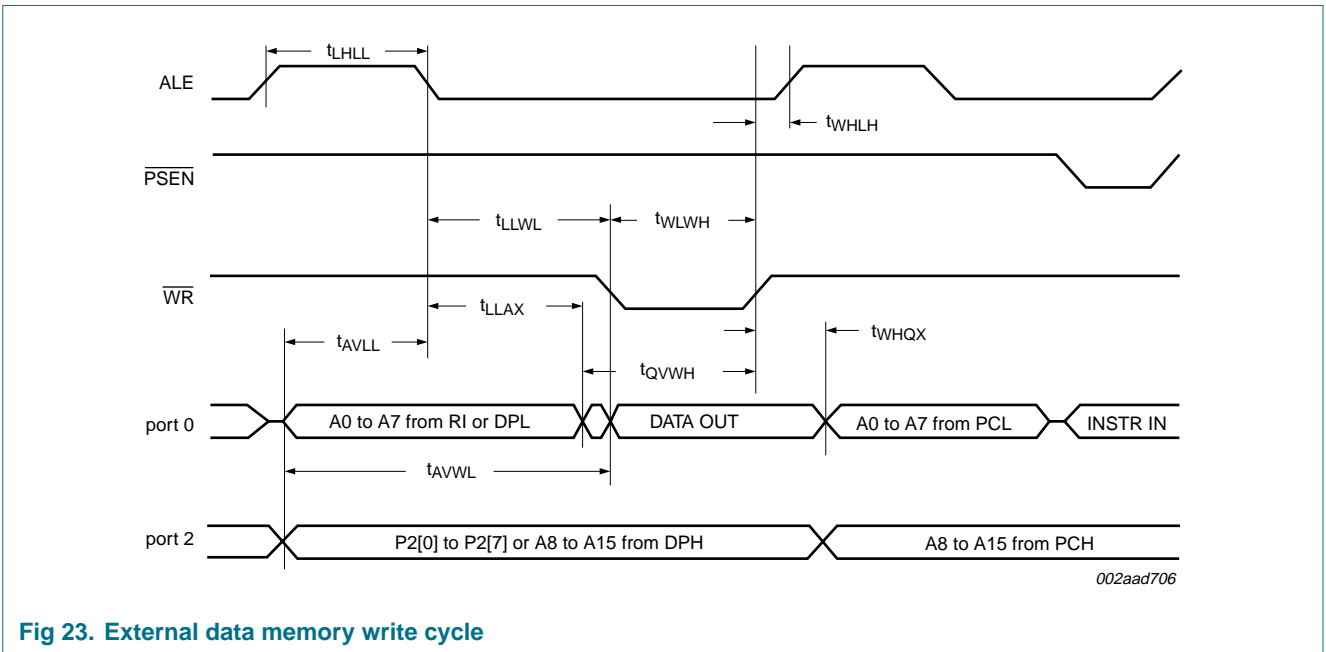 tLHLL
ALE
tWHLH
PSEN
tLLWL
tWLWH
WR
tLLAX
tAVLL
tWHQX
tQVWH
port 0
A0 to A7 from RI or DPL
DATA OUT
A0 to A7 from PCL
INSTR IN
tAVWL
port 2
P2[0] to P2[7] or A8 to A15 from DPH
A8 to A15 from PCH
002aad706
Fig 23. External data memory write cycle